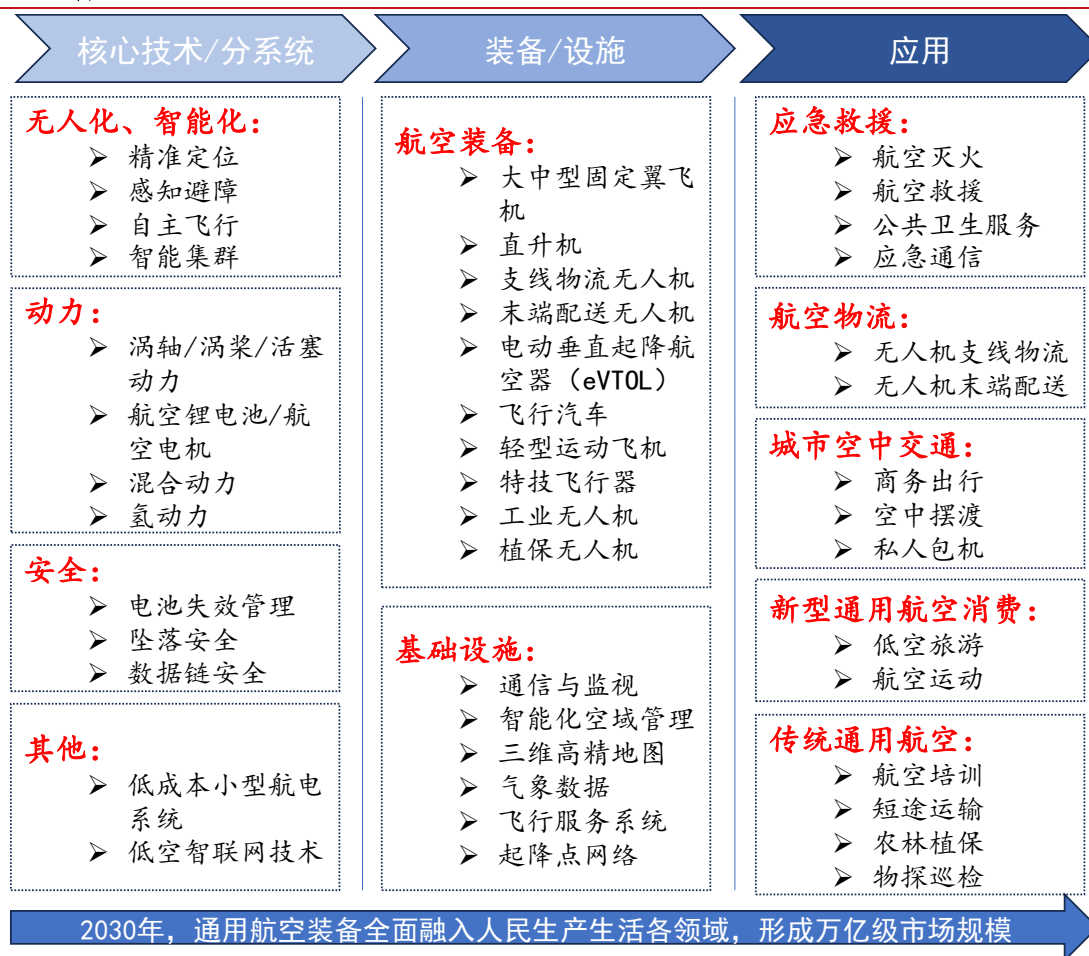 核心技术/分系统
无人化、智能化：
➢ 精准定位
➢ 感知避障
➢ 自主飞行
➢ 智能集群
动力：
➢ 涡轴/涡桨/活塞
动力
➢ 航空锂电池/航
空电机
➢ 混合动力
➢ 氢动力
安全：
➢ 电池失效管理
➢ 坠落安全
➢ 数据链安全
其他：
➢ 低成本小型航电
系统
➢ 低空智联网技术
装备/设施
航空装备：
➢ 大中型固定翼飞
机
➢ 直升机
➢ 支线物流无人机
➢ 末端配送无人机
➢ 电动垂直起降航
空器（eVTOL）
➢ 飞行汽车
➢ 轻型运动飞机
➢ 特技飞行器
➢ 工业无人机
➢ 植保无人机
基础设施：
➢ 通信与监视
➢ 智能化空域管理
➢ 三维高精地图
➢ 气象数据
➢ 飞行服务系统
➢ 起降点网络
应用
应急救援：
➢ 航空灭火
➢ 航空救援
➢ 公共卫生服务
➢ 应急通信
航空物流：
➢ 无人机支线物流
➢ 无人机末端配送
城市空中交通：
➢ 商务出行
➢ 空中摆渡
➢ 私人包机
新型通用航空消费：
➢ 低空旅游
➢ 航空运动
传统通用航空：
➢ 航空培训
➢ 短途运输
➢ 农林植保
➢ 物探巡检
2030年，通用航空装备全面融入人民生产生活各领域，形成万亿级市场规模